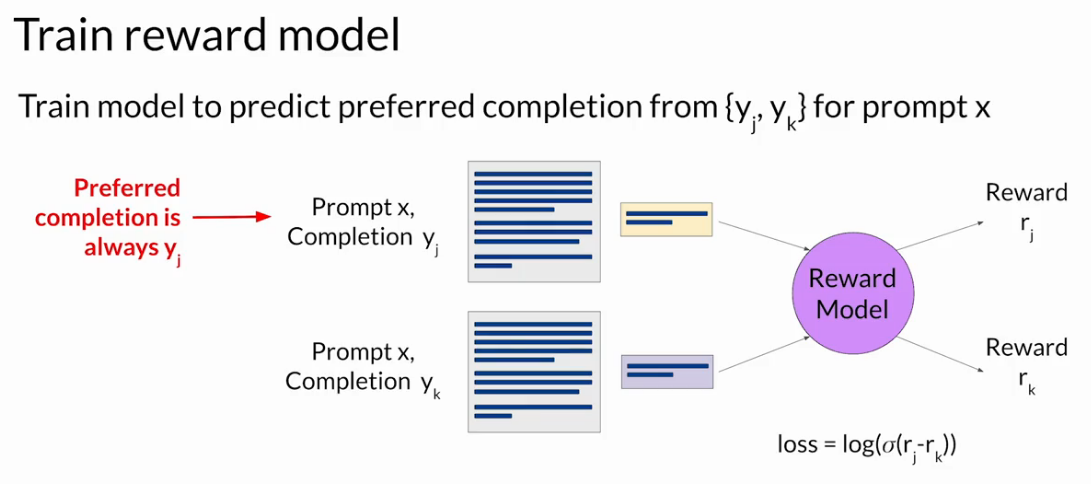 Train reward model
Train model to predict preferred completion from {yj, yk} for prompt x
Preferred
completion is
always yj
Prompt x,
Completion yj
Reward
rj
Reward
Model
Prompt x,
Completion yk
Reward
rk
loss = log(σ(rj-rk))